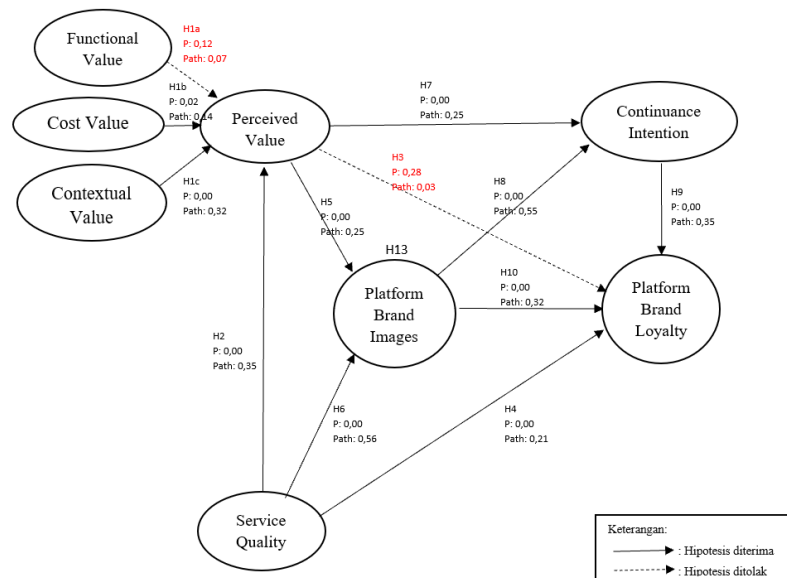 Functional
Value
H1a
P: 0,12
Path: 0,07
H1b
P: 0,02
Path: 0,14
Cost Value
Contextual
Value
H1c
P: 0,00
Path: 0,32
Perceived
Value
H7
P: 0,00
Path: 0,25
Continuance
Intention
H3
P: 0,28
Path: 0,03
H8
P: 0,00
Path: 0,55
H9
P: 0,00
Path: 0,35
H5
P: 0,00
Path: 0,25
H13
Platform
Brand
Images
H10
P: 0,00
Path: 0,32
Platform
Brand
Loyalty
H2
P: 0,00
Path: 0,35
H6
P: 0,00
Path: 0,56
H4
P: 0,00
Path: 0,21
Service
Quality
Keterangan:
: Hipotesis diterima
: Hipotesis ditolak